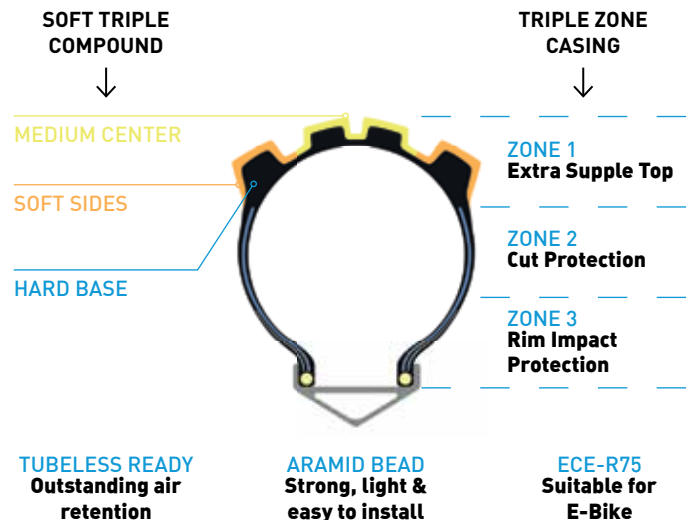 SOFT TRIPLE
COMPOUND
MEDIUM CENTER
SOFT SIDES
HARD BASE
TRIPLE ZONE
CASING
ZONE 1
Extra Supple Top
ZONE 2
Cut Protection
ZONE 3
Rim Impact
Protection
TUBELESS READY
Outstanding air
retention
ARAMID BEAD
Strong, light &
easy to install
ECE-R75
Suitable for
E-Bike